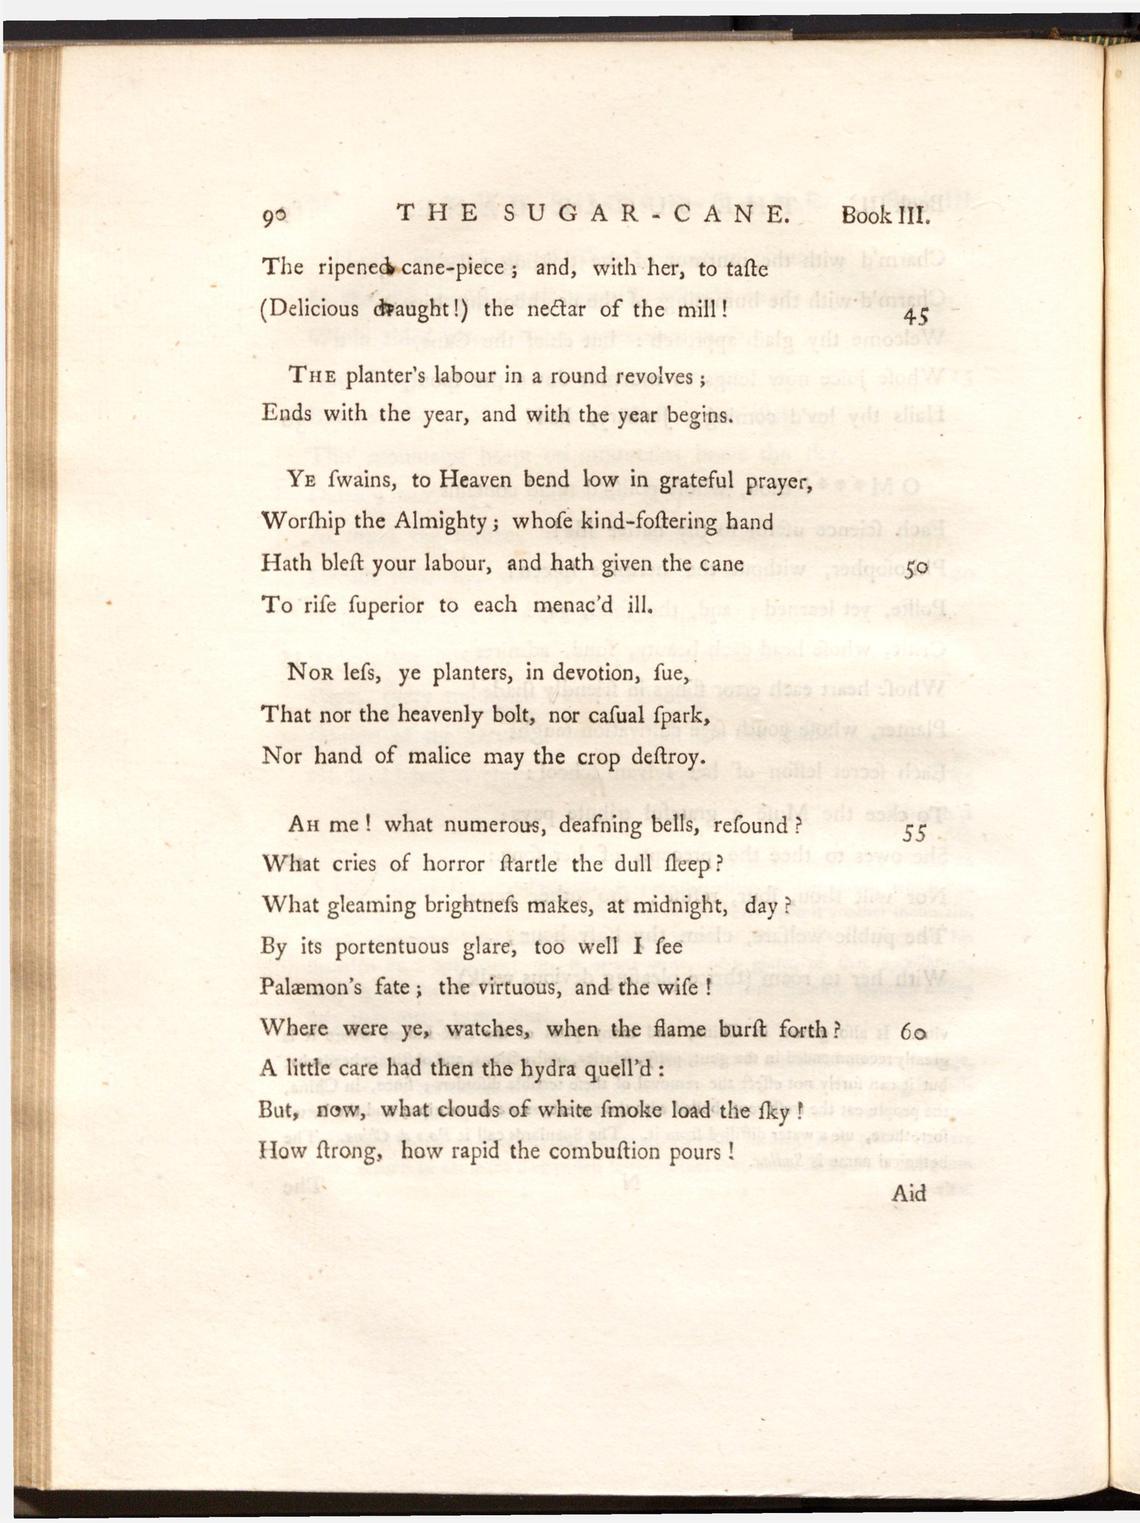 90 THE SUGAR-CANE. Book III.
The ripened cane-piece; and, with her, to taſte
(Delicious draught!) the nectar of the mill! 45
THE planter's labour in a round revolves;
Ends with the year, and with the year begins.
YE ſwains, to Heaven bend low in grateful prayer,
Worſhip the Almighty; whoſe kind-foſtering hand
Hath bleſt your labour, and hath given the cane 50
To riſe ſuperior to each menac'd ill.
NOR leſs, ye planters, in devotion, ſue,
That nor the heavenly bolt, nor caſual ſpark,
Nor hand of malice may the crop deſtroy.
AH me! what numerous, deafning bells, reſound? 55
What cries of horror ſtartle the dull ſleep?
What gleaming brightneſs makes, at midnight, day?
By its portentuous glare, too well I ſee
Palæmon's fate; the virtuous, and the wiſe!
Where were ye, watches, when the flame burſt forth? 60
A little care had then the hydra quell'd:
But, now, what clouds of white ſmoke load the ſky!
How ſtrong, how rapid the combuſtion pours!
Aid